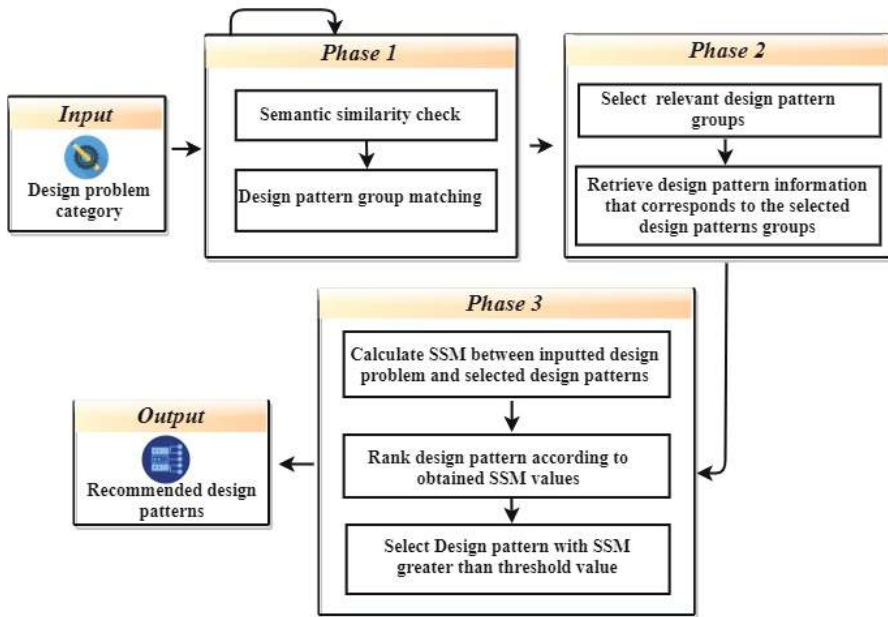 Input
Design problem
category
Phase 1
Semantic similarity check
Design pattern group matching
Phase 2
Select relevant design pattern
groups
Retrieve design pattern information
that corresponds to the selected
design patterns groups
Phase 3
Calculate SSM between inputted design
problem and selected design patterns
Rank design pattern according to
obtained SSM values
Select Design pattern with SSM
greater than threshold value
Output
Recommended design
patterns